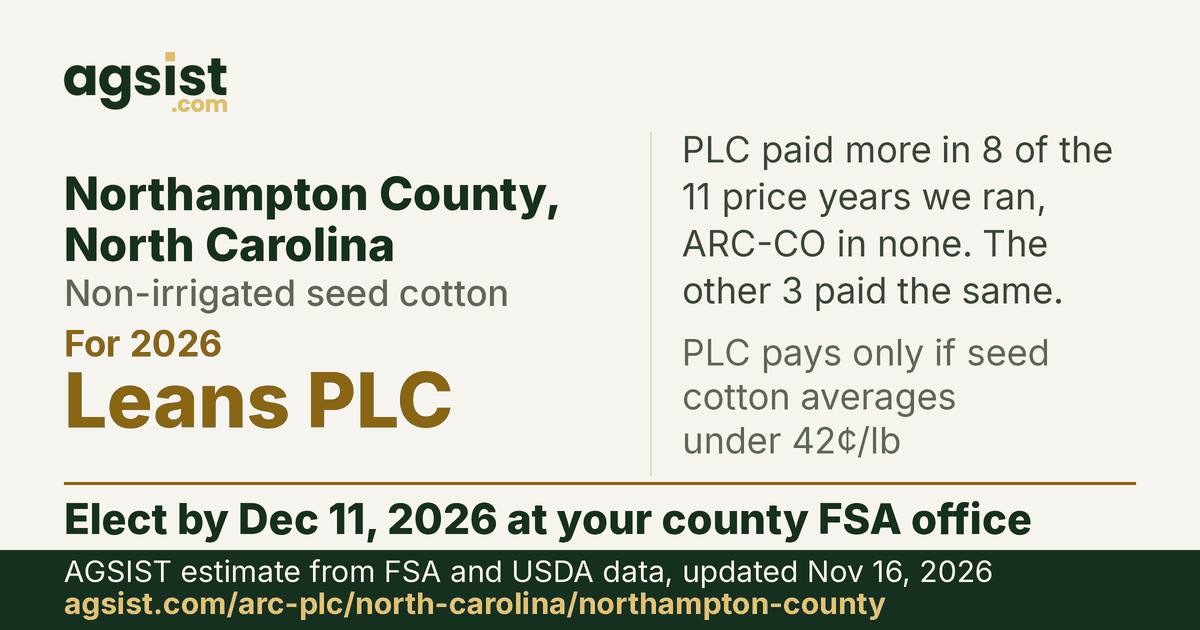 agsist
.com
Northampton County,
North Carolina
Non-irrigated seed cotton
For 2026
Leans PLC
PLC paid more in 8 of the
11 price years we ran,
ARC-CO in none. The
other 3 paid the same.
PLC pays only if seed
cotton averages
under 42¢/lb
Elect by Dec 11, 2026 at your county FSA office
AGSIST estimate from FSA and USDA data, updated Nov 16, 2026
agsist.com/arc-plc/north-carolina/northampton-county